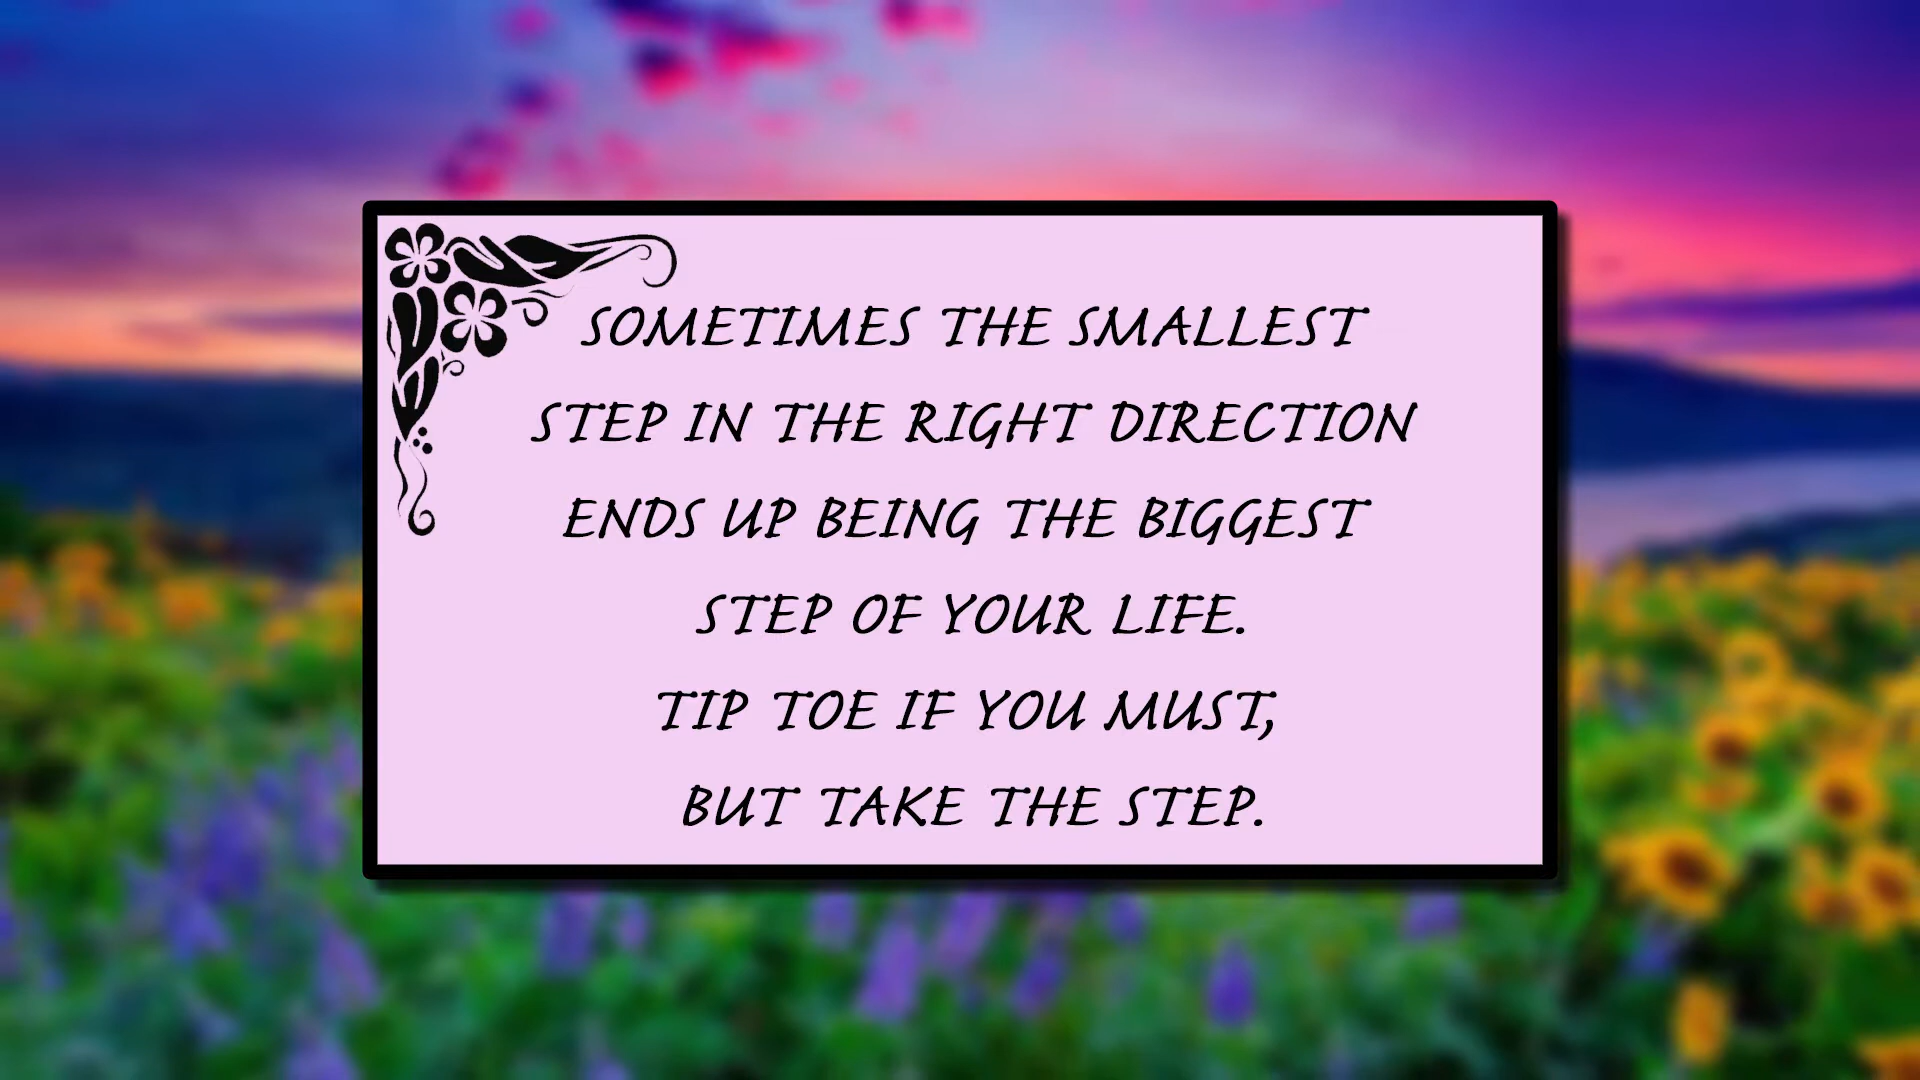 SOMETIMES THE SMALLEST
STEP IN THE RIGHT DIRECTION
ENDS UP BEING THE BIGGEST
STEP OF YOUR LIFE.
TIP TOE IF YOU MUST,
BUT TAKE THE STEP.